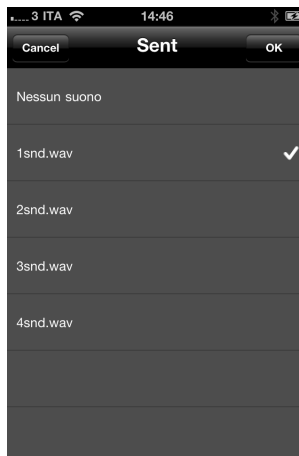 3 ITA 14:46
Cancel Sent OK
Nessun suono
1snd.wav
2snd.wav
3snd.wav
4snd.wav